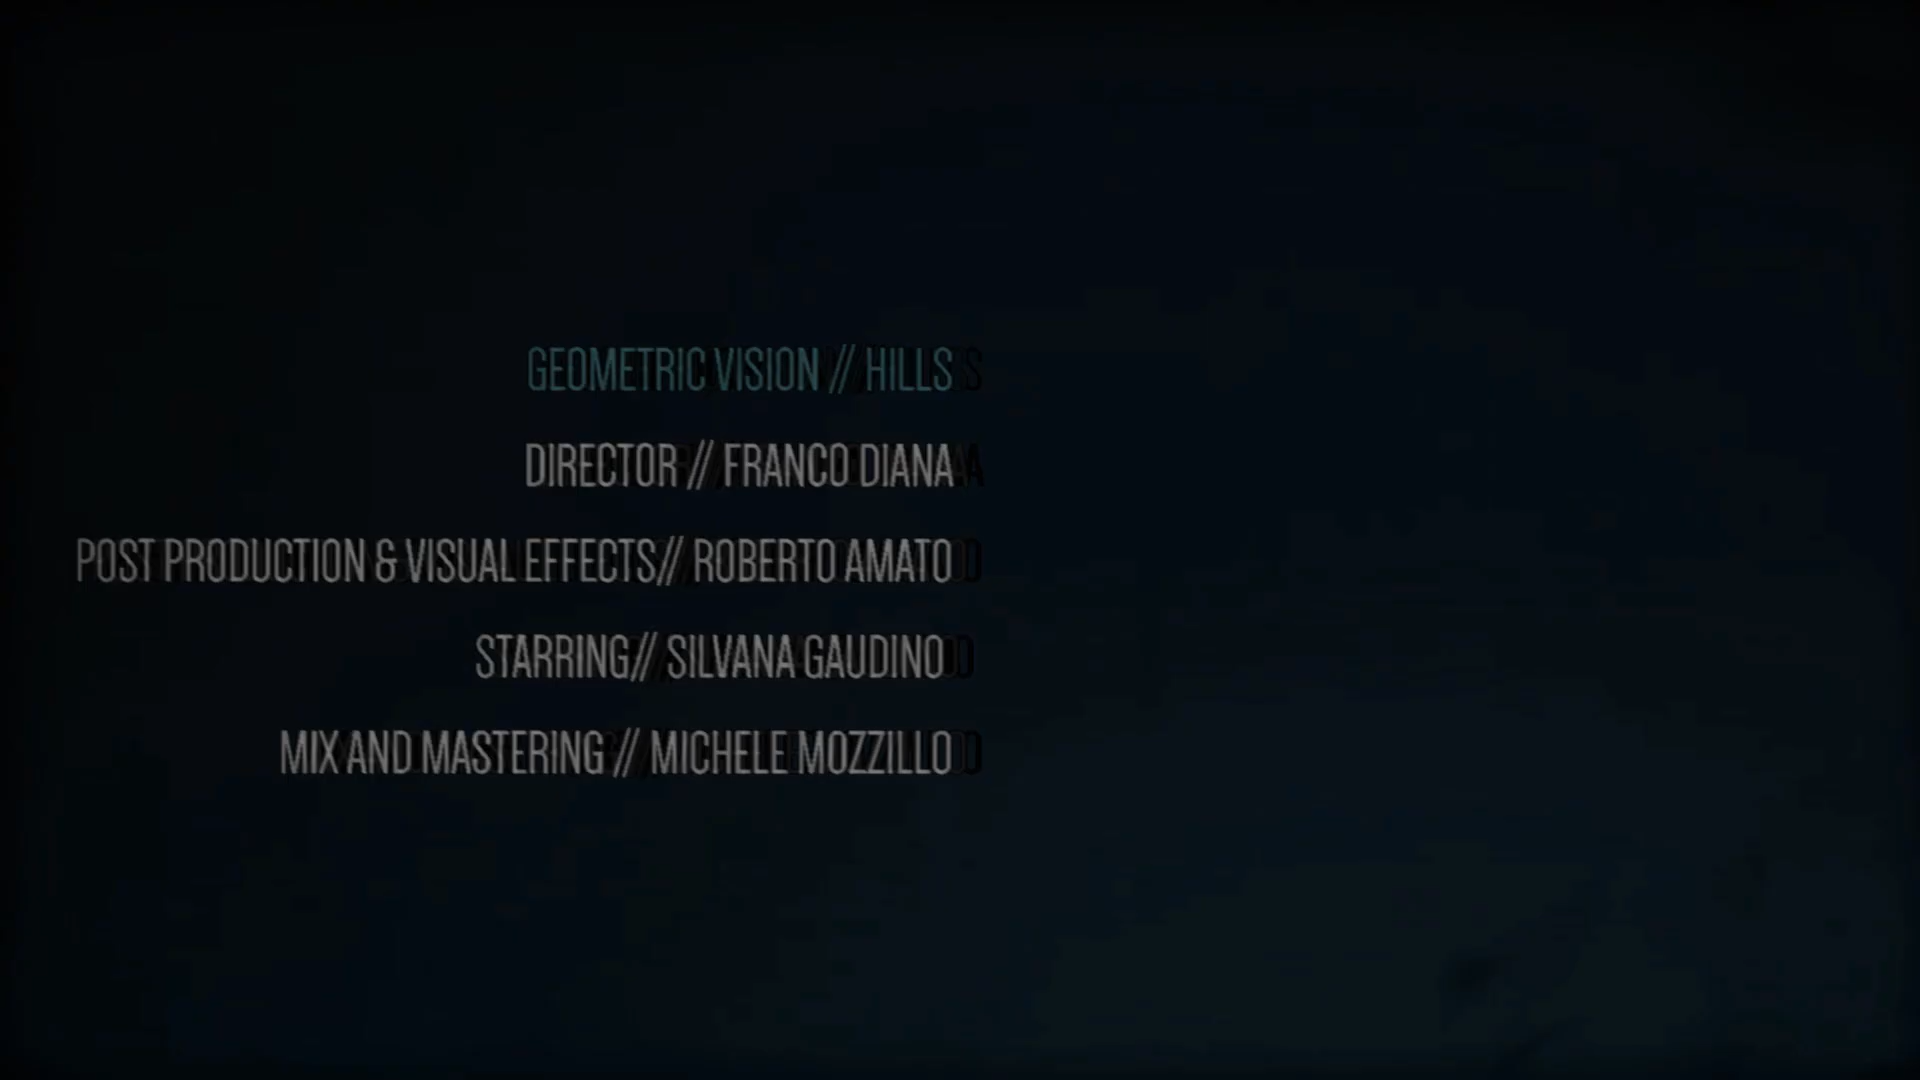 GEOMETRIC VISION // HILLS
DIRECTOR // FRANCO DIANA
POST PRODUCTION & VISUAL EFFECTS// ROBERTO AMATO
STARRING// SILVANA GAUDINO
MIX AND MASTERING // MICHELE MOZZILLO